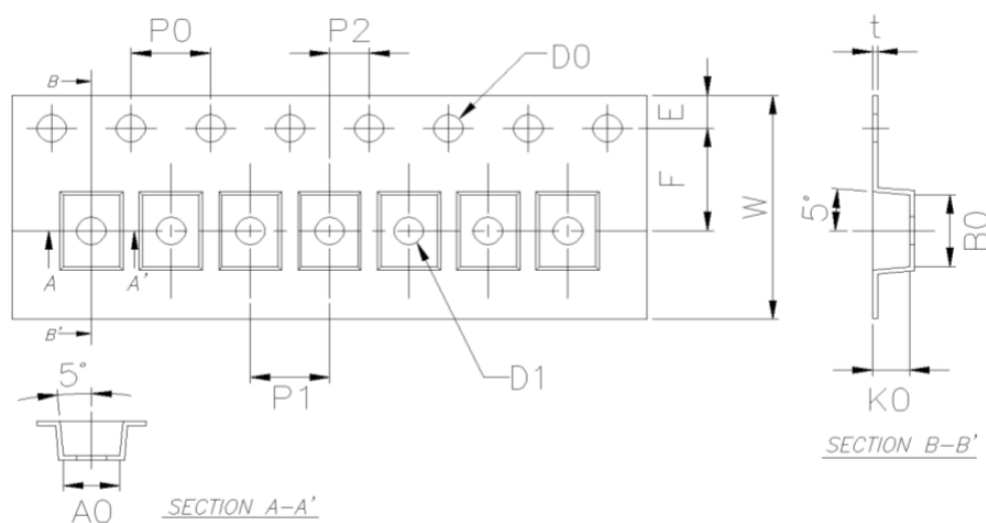 P0
P2
D0
t
B
E
F
W
5°
B0
A
A'
B'
5°
P1
D1
K0
A0
SECTION A-A'
SECTION B-B'